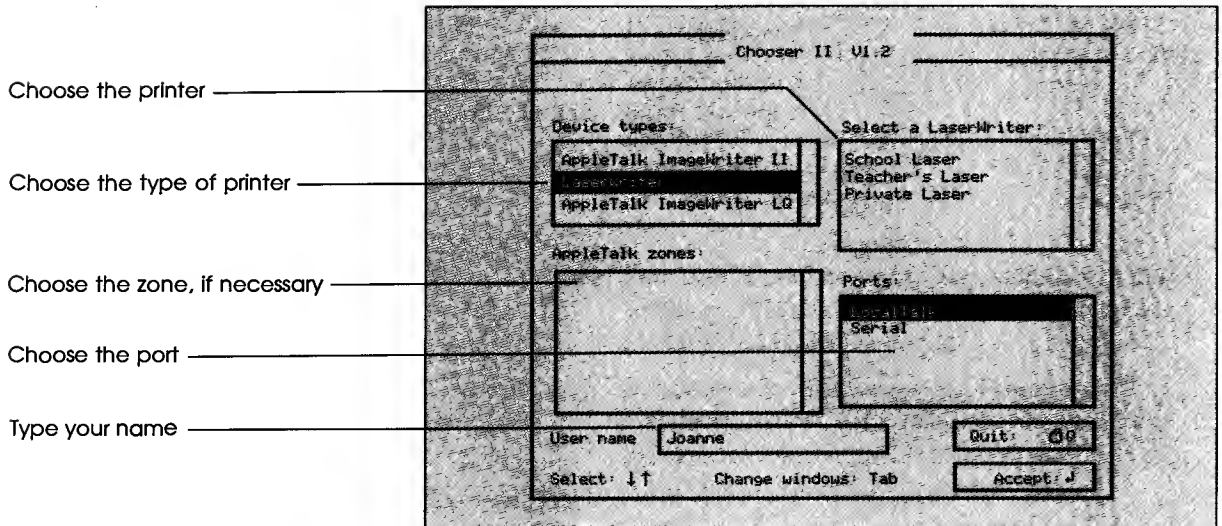 Chooser II V1.2
Choose the printer
Device types:
Select a LaserWriter:
AppleTalk ImageWriter II
LaserWriter
AppleTalk ImageWriter LQ
School Laser
Teacher's Laser
Private Laser
Choose the type of printer
AppleTalk zones:
Choose the zone, if necessary
Ports:
LocalTalk
Serial
Choose the port
Type your name
User name
Joanne
Quit: Q
Select: ↓↑
Change windows: Tab
Accept: ↵